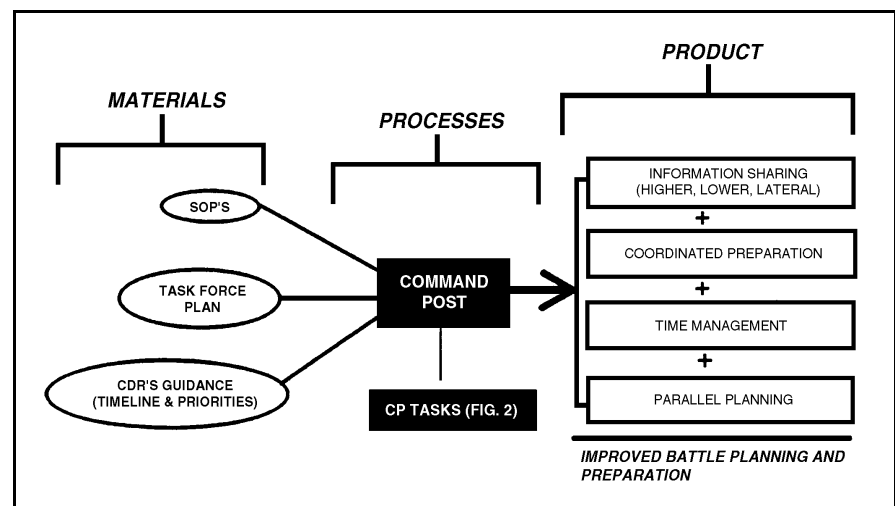 MATERIALS
SOP'S
TASK FORCE
PLAN
CDR'S GUIDANCE
(TIMELINE & PRIORITIES)
PROCESSES
COMMAND
POST
CP TASKS (FIG. 2)
PRODUCT
INFORMATION SHARING
(HIGHER, LOWER, LATERAL)
+
COORDINATED PREPARATION
+
TIME MANAGEMENT
+
PARALLEL PLANNING
IMPROVED BATTLE PLANNING AND
PREPARATION